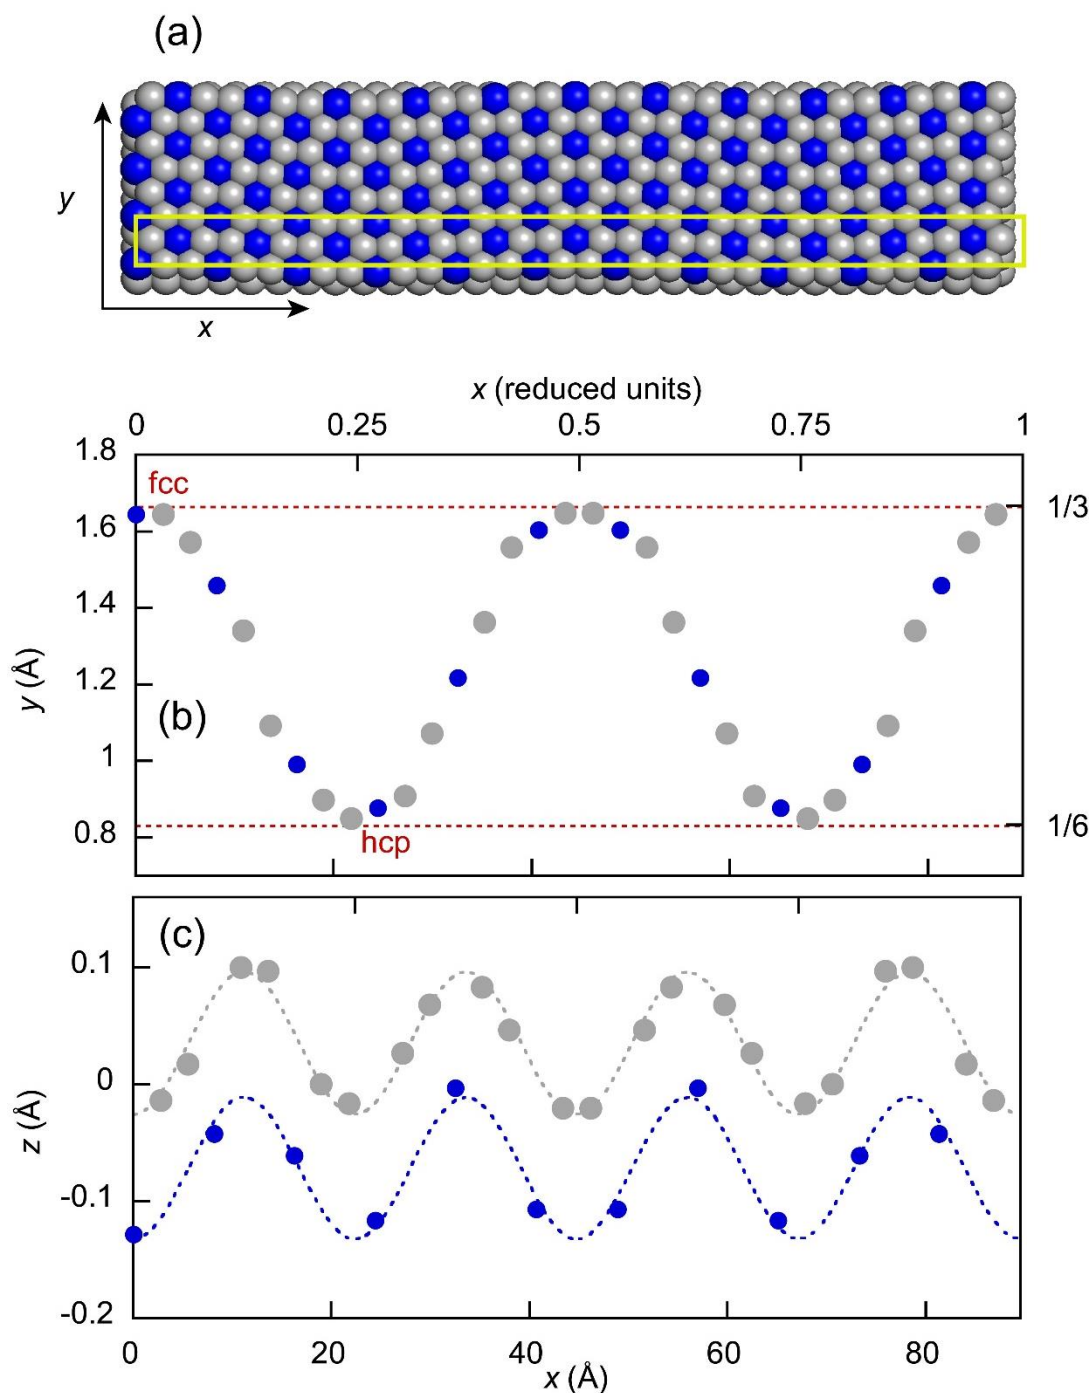 (a)
y
x
x (reduced units)
0 0.25 0.5 0.75 1
1.8
fcc
1/3
1.6
1.4
1.2
y (Å)
(b)
1
0.8
hcp
1/6
(c)
0.1
0
z (Å)
-0.1
-0.2
0 20 40 60 80
x (Å)